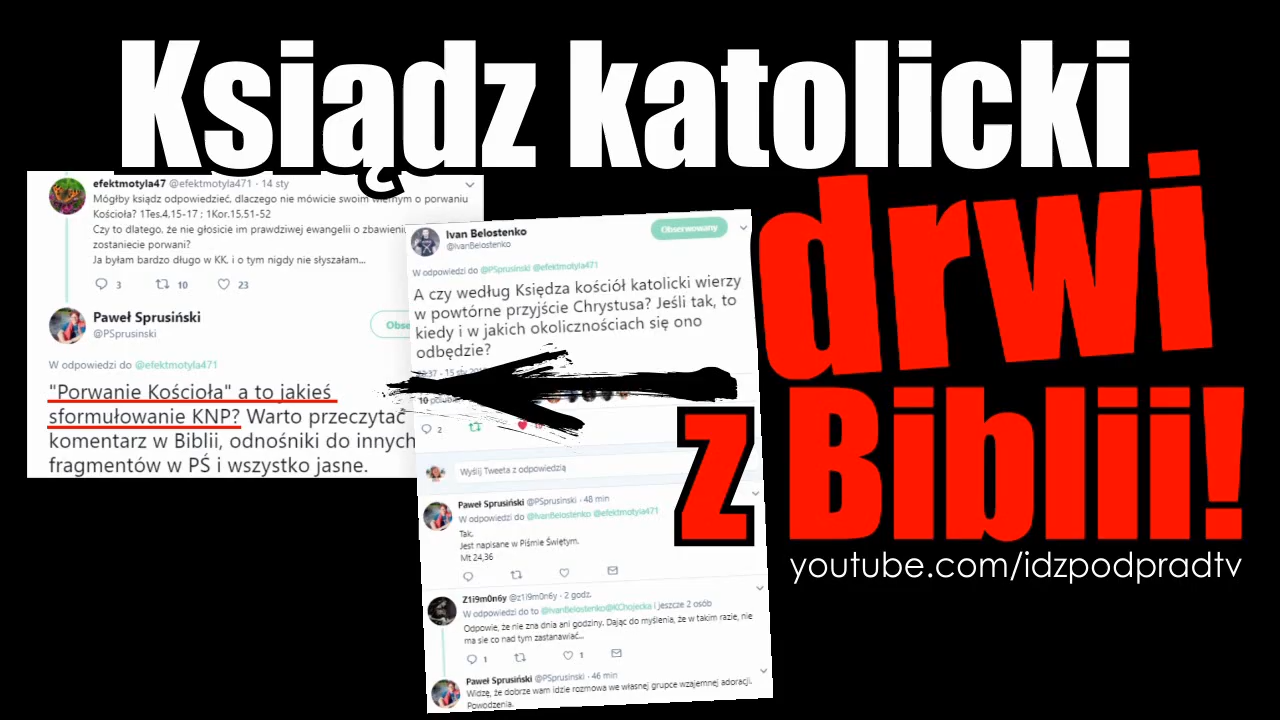 Ksiądz katolicki
drwi
z Biblii!
youtube.com/idzpodpradtv
efektmotyla47 @efektmotyla471 · 14 sty
Mógłby ksiądz odpowiedzieć, dlaczego nie mówicie swoim wiernym o porwaniu
Kościoła? 1Tes.4.15-17 ; 1Kor.15.51-52
Czy to dlatego, że nie głosicie im prawdziwej ewangelii o zbawieniu
zostaniecie porwani?
Ja byłam bardzo długo w KK, i o tym nigdy nie słyszałam...
3 10 23
Paweł Sprusiński
@PSprusinski
W odpowiedzi do @efektmotyla471
"Porwanie Kościoła" a to jakieś
sformułowanie KNP? Warto przeczytać
komentarz w Biblii, odnośniki do innych
fragmentów w PŚ i wszystko jasne.
Ivan Belostenko
Obserwowany
@IvanBelostenko
W odpowiedzi do @PSprusinski @efektmotyla471
A czy według Księdza kościół katolicki wierzy
w powtórne przyjście Chrystusa? Jeśli tak, to
kiedy i w jakich okolicznościach się ono
odbędzie?
2
Wyślij Tweeta z odpowiedzią
Paweł Sprusiński @PSprusinski · 48 min
W odpowiedzi do @IvanBelostenko @efektmotyla471
Tak.
Jest napisane w Piśmie Świętym.
Mt 24,36
Z1i9m0n6y @z1i9m0n6y · 2 godz.
W odpowiedzi do to @IvanBelostenko@KChojecka i jeszcze 2 osób
Odpowie, że nie zna dnia ani godziny. Dając do myślenia, że w takim razie, nie
ma sie co nad tym zastanawiać...
1 1
Paweł Sprusiński @PSprusinski · 46 min
Widzę, że dobrze wam idzie rozmowa we własnej grupce wzajemnej adoracji.
Powodzenia.